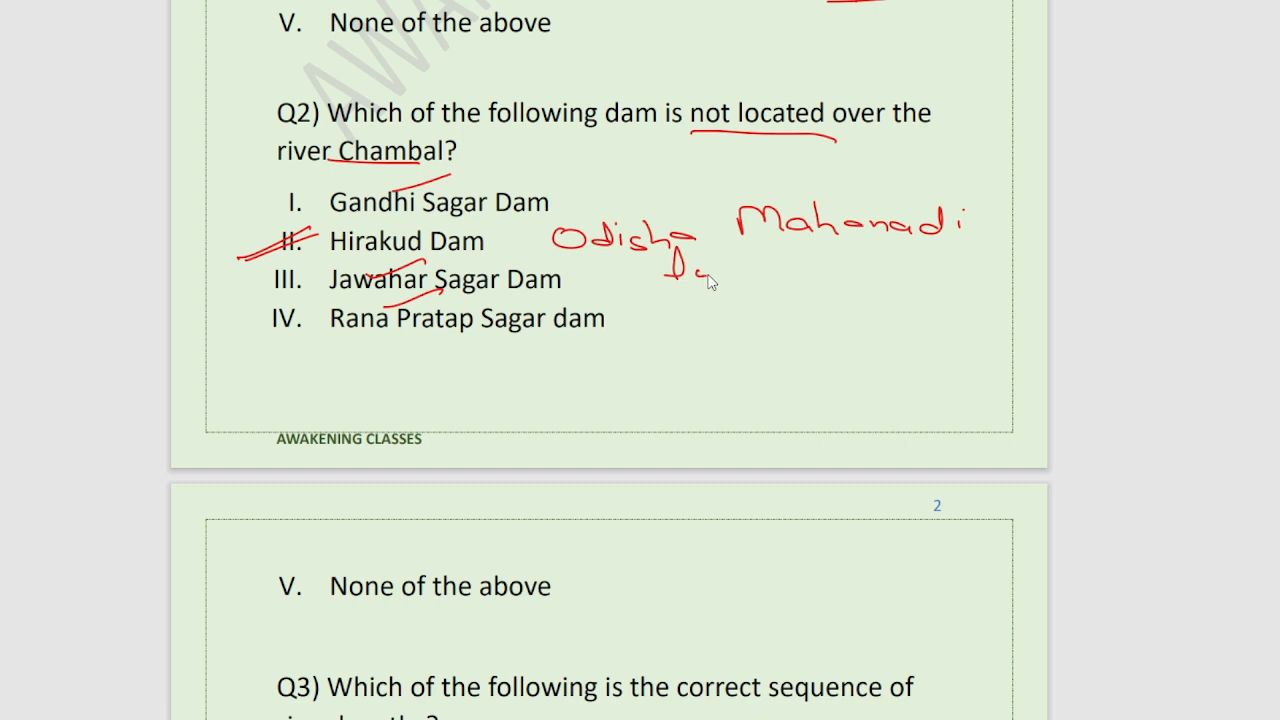 V. None of the above
AWA
Q2) Which of the following dam is not located over the
river Chambal?
I. Gandhi Sagar Dam
II. Hirakud Dam Odisha Mahanadi
III. Jawahar Sagar Dam
IV. Rana Pratap Sagar dam
AWAKENING CLASSES
2
V. None of the above
Q3) Which of the following is the correct sequence of